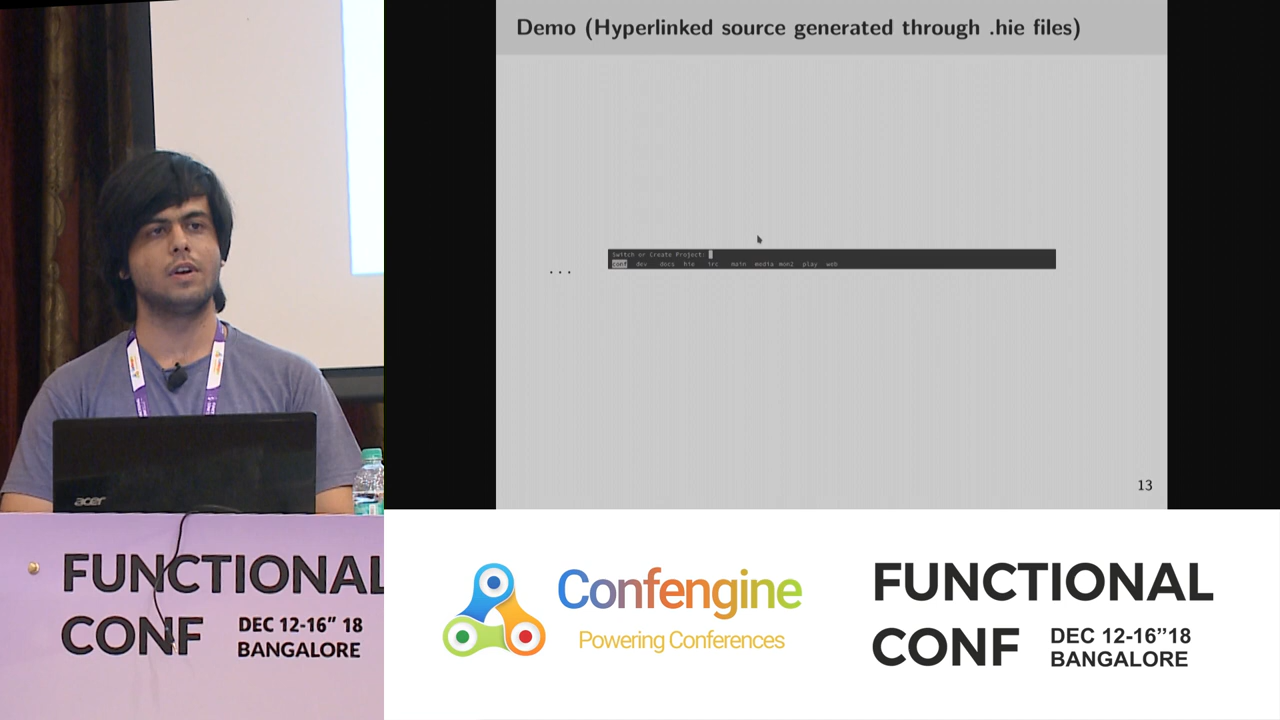 Demo (Hyperlinked source generated through .hie files)
Switch or Create Project:
conf dev docs hie irc main media mon2 play web
...
13
acer
FUNCTIONAL
CONF
DEC 12-16" 18
BANGALORE
Confengine
Powering Conferences
FUNCTIONAL
CONF
DEC 12-16"18
BANGALORE